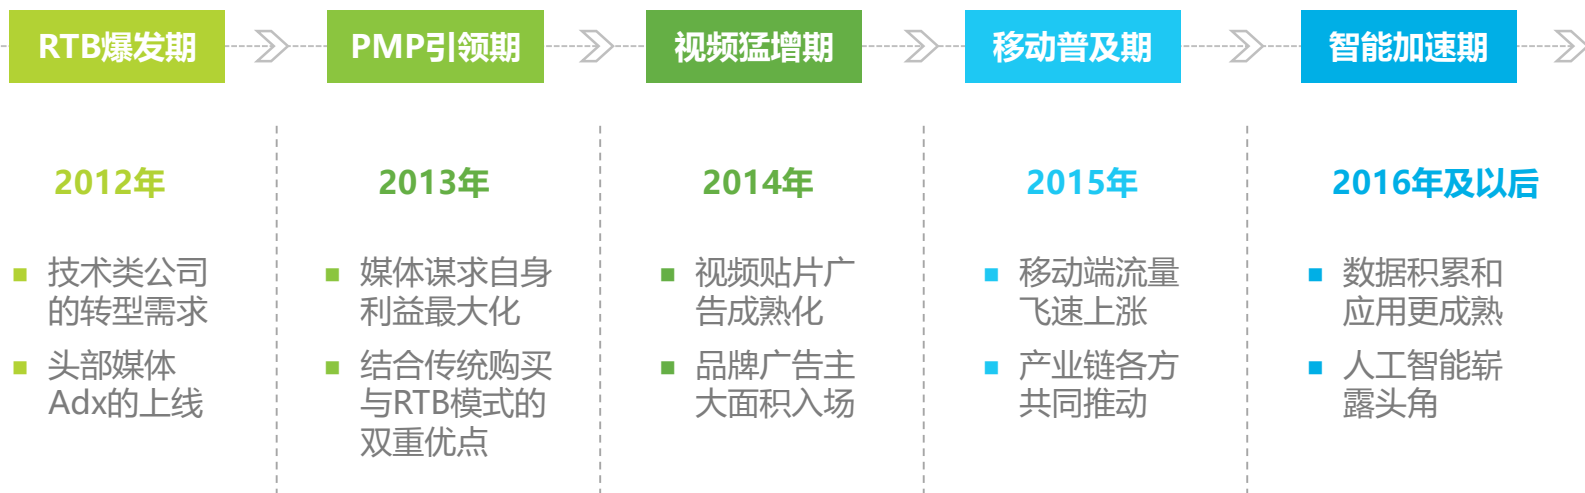 RTB爆发期
PMP引领期
视频猛增期
移动普及期
智能加速期
2012年
技术类公司
的转型需求
头部媒体
Adx的上线
2013年
媒体谋求自身
利益最大化
结合传统购买
与RTB模式的
双重优点
2014年
视频贴片广
告成熟化
品牌广告主
大面积入场
2015年
移动端流量
飞速上涨
产业链各方
共同推动
2016年及以后
数据积累和
应用更成熟
人工智能崭
露头角